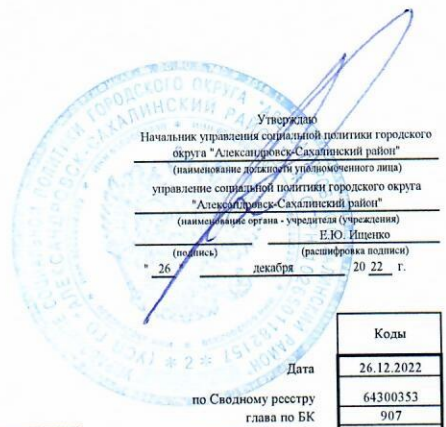 Утверждаю
Начальник управления социальной политики городского
округа "Александровск-Сахалинский район"
(наименование должности уполномоченного лица)
управление социальной политики городского округа
"Александровск-Сахалинский район"
(наименование органа - учредителя (учреждения)
Е.Ю. Ищенко
(подпись) (расшифровка подписи)
" 26 декабря 20 22 г.
Коды
Дата 26.12.2022
по Сводному реестру 64300353
глава по БК 907